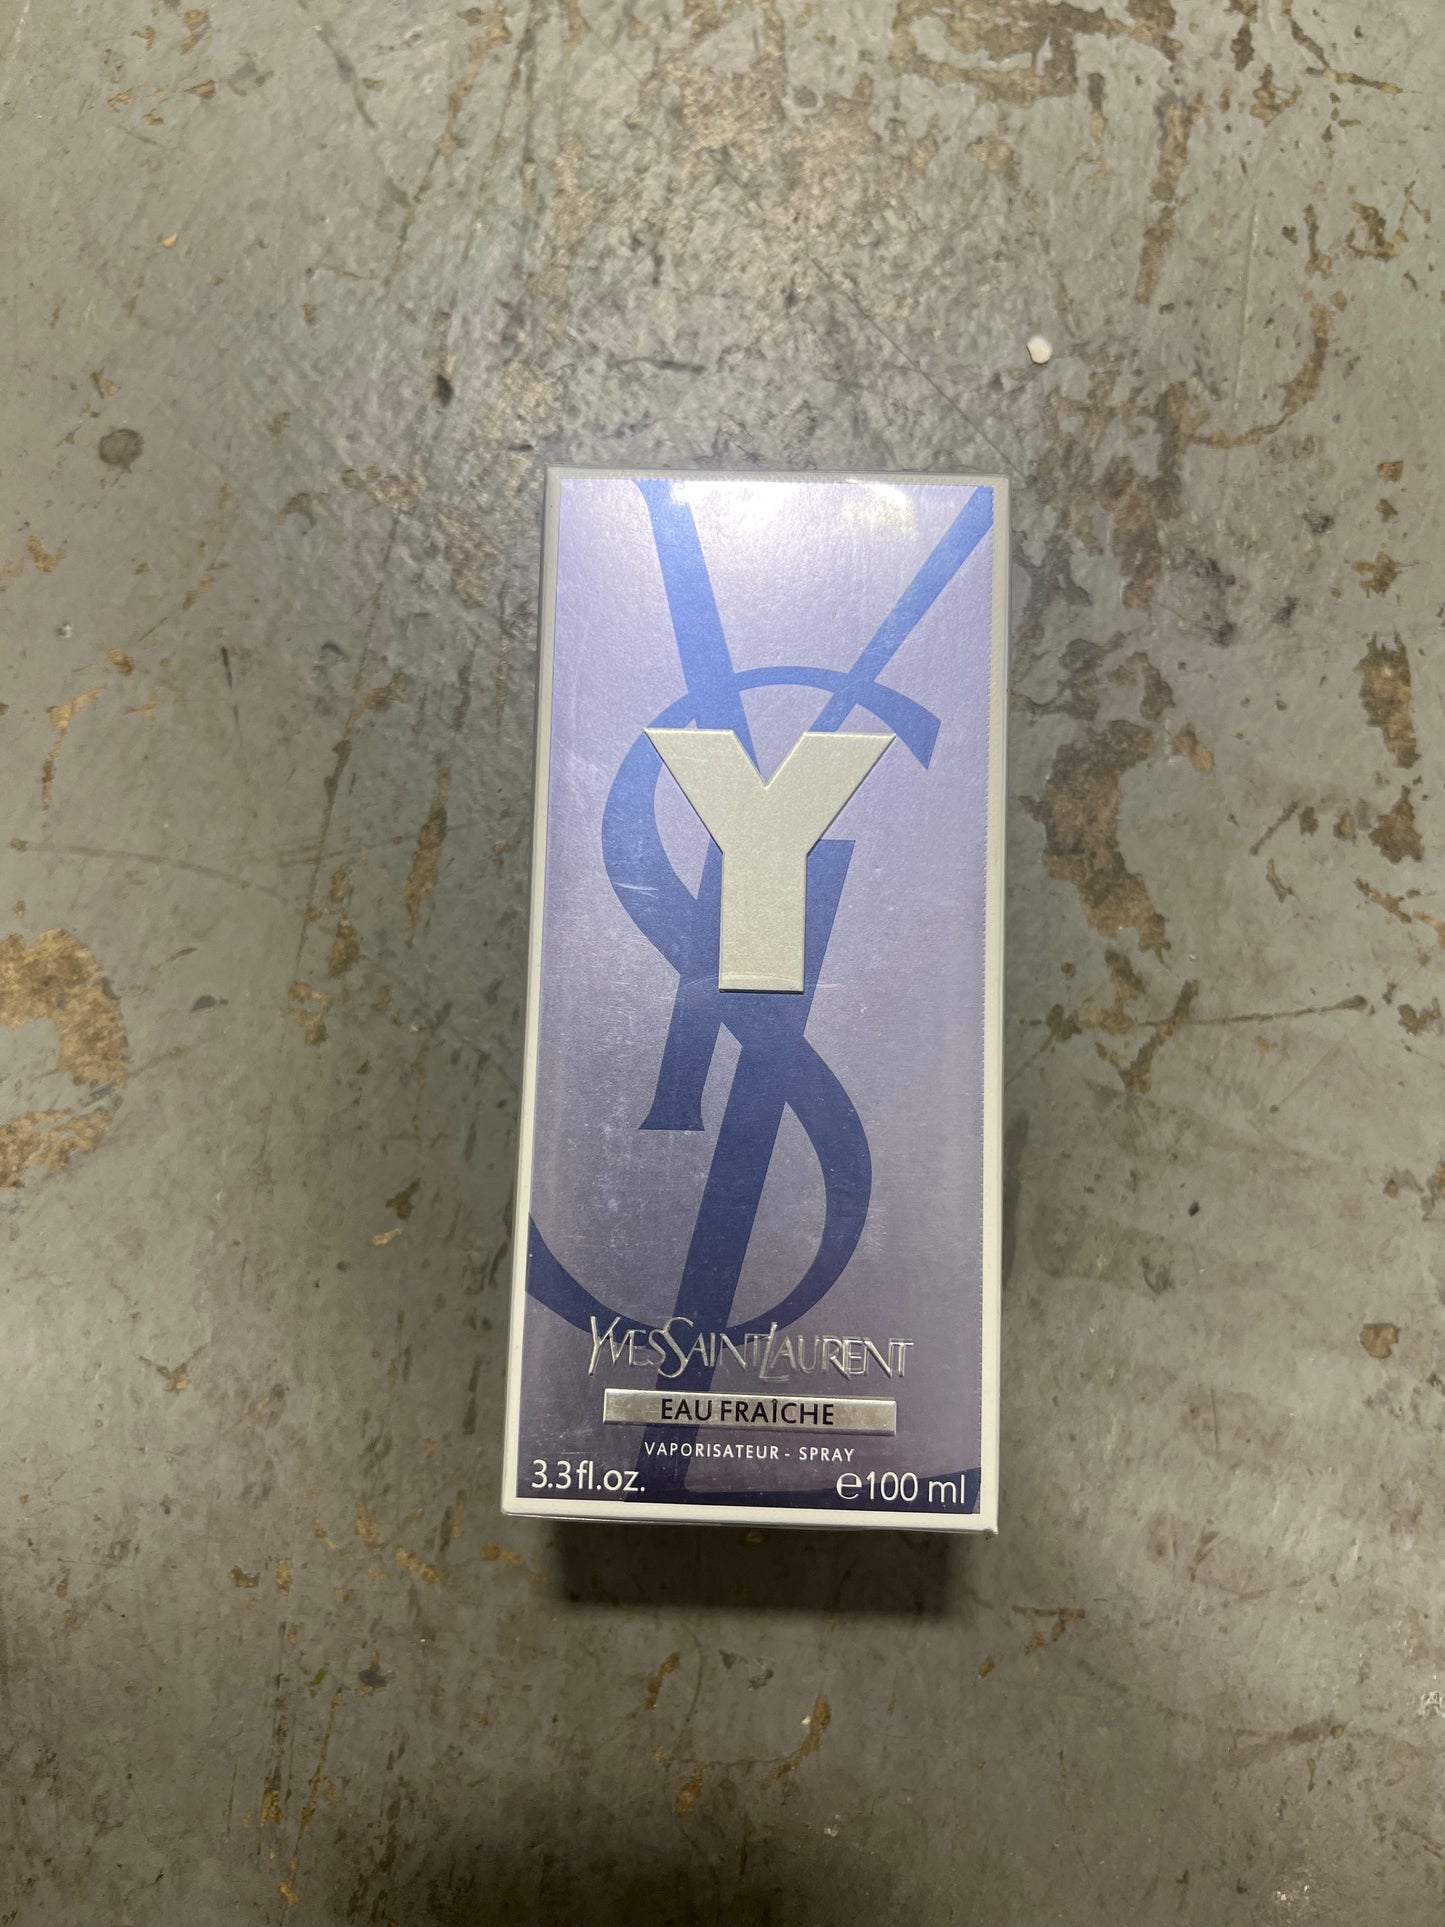 Y
YVES SAINT LAURENT
EAU FRAÎCHE
VAPORISATEUR - SPRAY
3.3 fl.oz. ℮100 ml